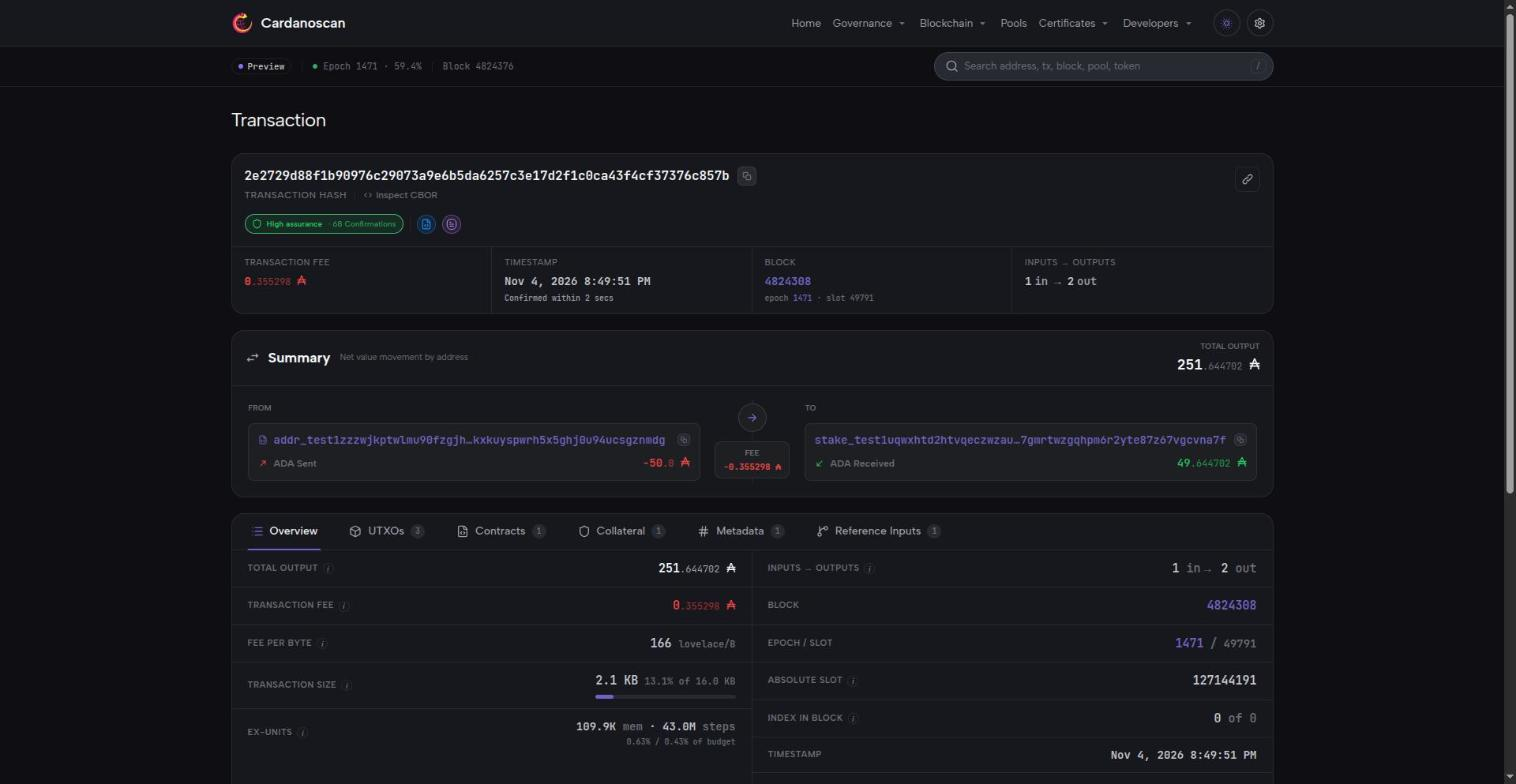 Cardanoscan
Home Governance Blockchain Pools Certificates Developers
Preview Epoch 1471 · 59.4% Block 4824376
Search address, tx, block, pool, token /
Transaction
2e2729d88f1b90976c29073a9e6b5da6257c3e17d2f1c0ca43f4cf37376c857b
TRANSACTION HASH <> Inspect CBOR
High assurance · 68 Confirmations
TRANSACTION FEE TIMESTAMP BLOCK INPUTS → OUTPUTS
0.355298 ₳ Nov 4, 2026 8:49:51 PM 4824308 1 in → 2 out
Confirmed within 2 secs epoch 1471 · slot 49791
TOTAL OUTPUT
Summary Net value movement by address 251.644702 ₳
FROM TO
addr_test1zzzwjkptwlmu90fzgjh…kxkuyspwrh5x5ghj0u94ucsgznmdg stake_test1uqwxhtd2htvqeczwzau…7gmrtwzgqhpm6r2yte87z67vgcvna7f
FEE
ADA Sent -50.0 ₳ -0.355298 ₳ ADA Received 49.644702 ₳
Overview UTXOs 3 Contracts 1 Collateral 1 Metadata 1 Reference Inputs 1
TOTAL OUTPUT i 251.644702 ₳ INPUTS → OUTPUTS i 1 in → 2 out
TRANSACTION FEE i 0.355298 ₳ BLOCK 4824308
FEE PER BYTE i 166 lovelace/B EPOCH / SLOT 1471 / 49791
TRANSACTION SIZE i 2.1 KB 13.1% of 16.0 KB ABSOLUTE SLOT i 127144191
INDEX IN BLOCK i 0 of 0
EX-UNITS i 109.9K mem · 43.0M steps
0.63% / 0.43% of budget
TIMESTAMP Nov 4, 2026 8:49:51 PM